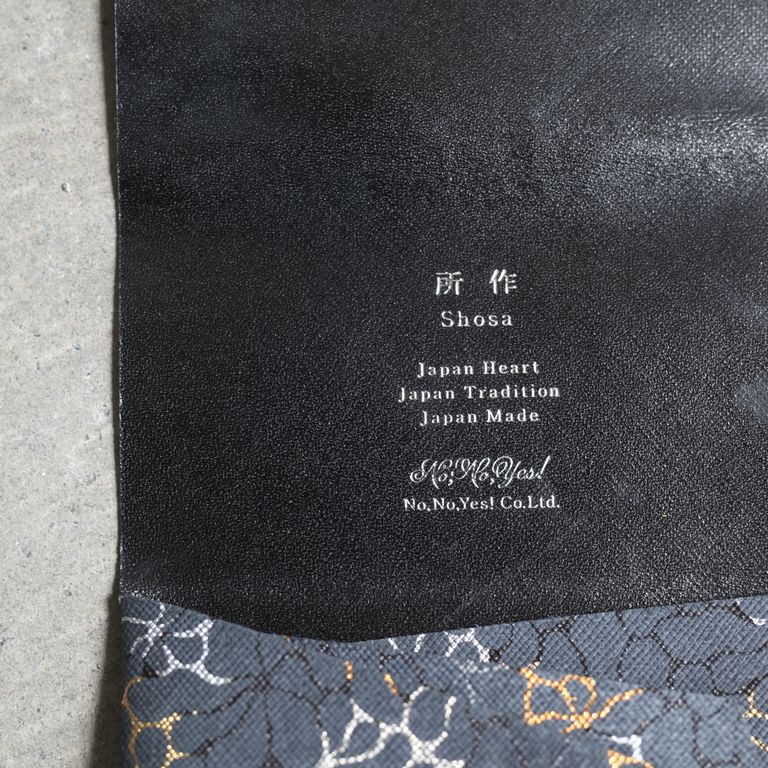 所作
Shosa
Japan Heart
Japan Tradition
Japan Made
No,No,Yes!
No,No,Yes! Co.Ltd.